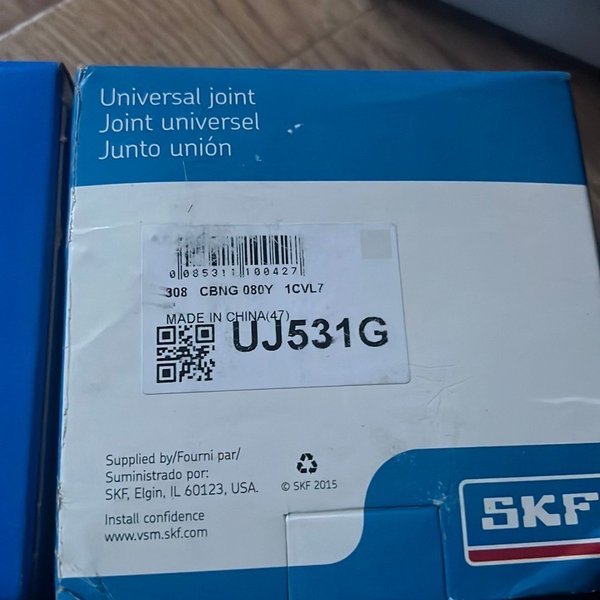 Universal joint
Joint universel
Junto unión
0 085311 100427
308 CBNG 080Y 1CVL7
MADE IN CHINA(47)
UJ531G
Supplied by/Fourni par/
Suministrado por:
SKF, Elgin, IL 60123, USA.
© SKF 2015
Install confidence
www.vsm.skf.com
SKF